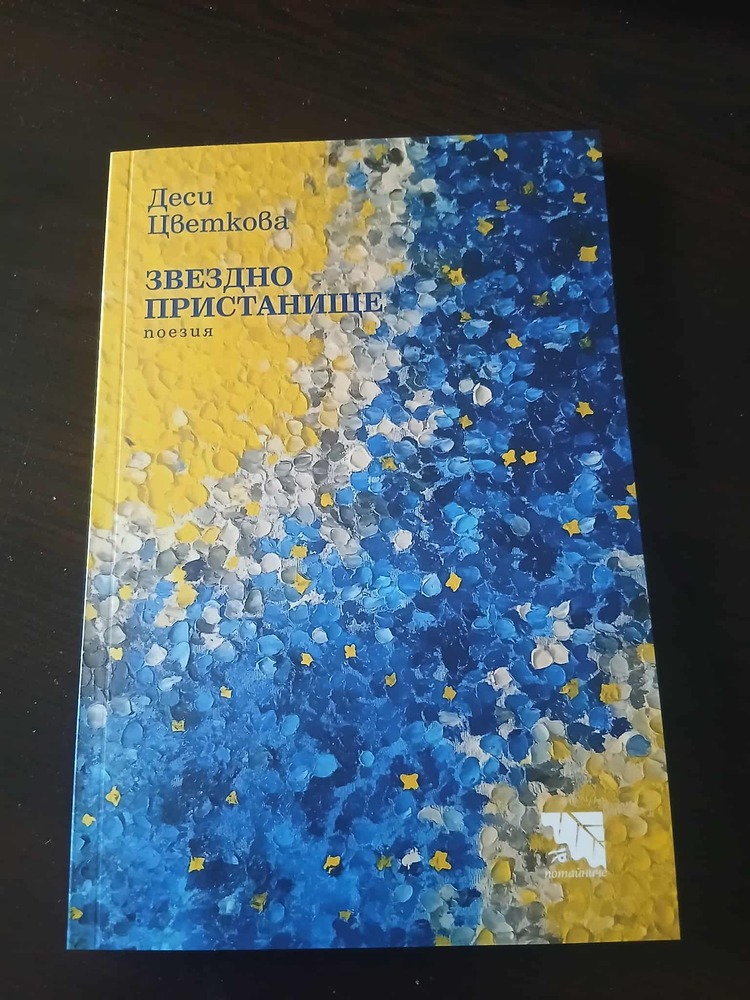 Деси
Цветкова
ЗВЕЗДНО
ПРИСТАНИЩЕ
поезия
потайниче